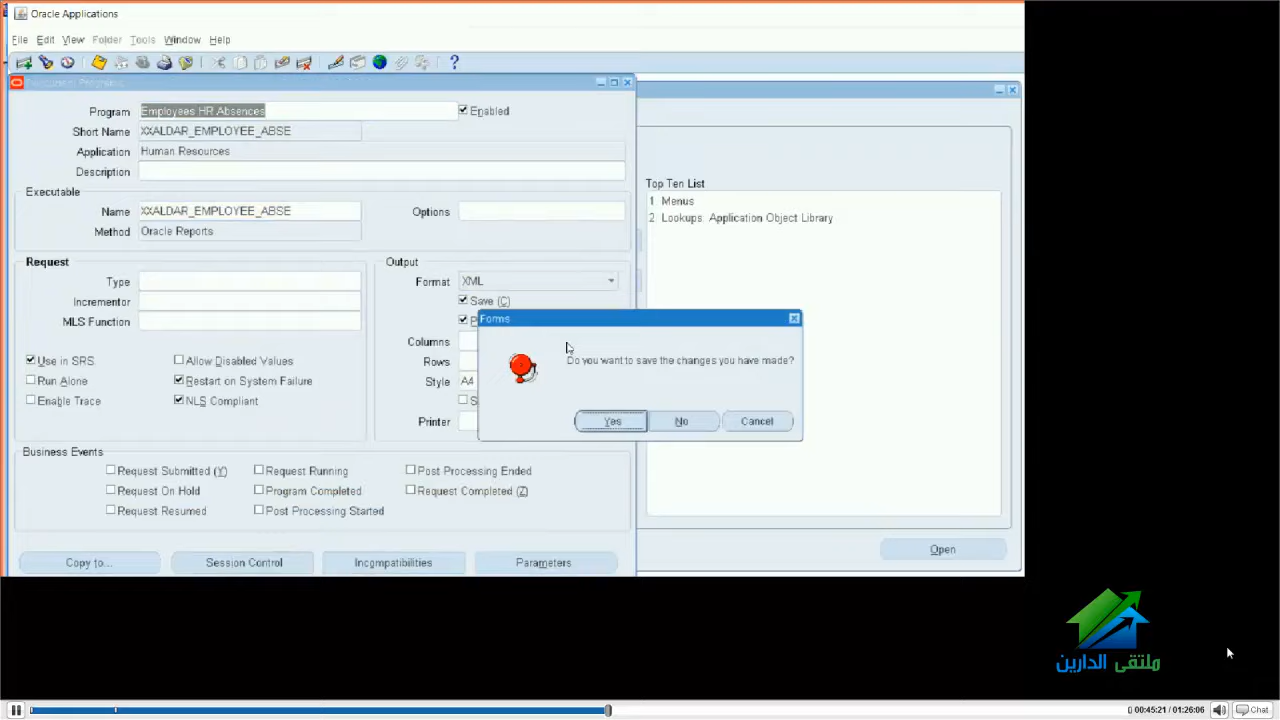 Oracle Applications
File Edit View Folder Tools Window Help
Program Employees HR Absences Enabled
Short Name XXALDAR_EMPLOYEE_ABSE
Application Human Resources
Description
Executable
Name XXALDAR_EMPLOYEE_ABSE Options
Method Oracle Reports
Request
Type
Incrementor
MLS Function
Use in SRS Allow Disabled Values
Run Alone Restart on System Failure
Enable Trace NLS Compliant
Output
Format XML
Save (C)
Columns
Rows
Style A4
Printer
Business Events
Request Submitted (Y) Request Running Post Processing Ended
Request On Hold Program Completed Request Completed (Z)
Request Resumed Post Processing Started
Copy to... Session Control Incompatibilities Parameters
Top Ten List
1 Menus
2 Lookups: Application Object Library
Open
Forms
Do you want to save the changes you have made?
Yes No Cancel
ملتقى الدارين
00:45:21 / 01:26:06 Chat